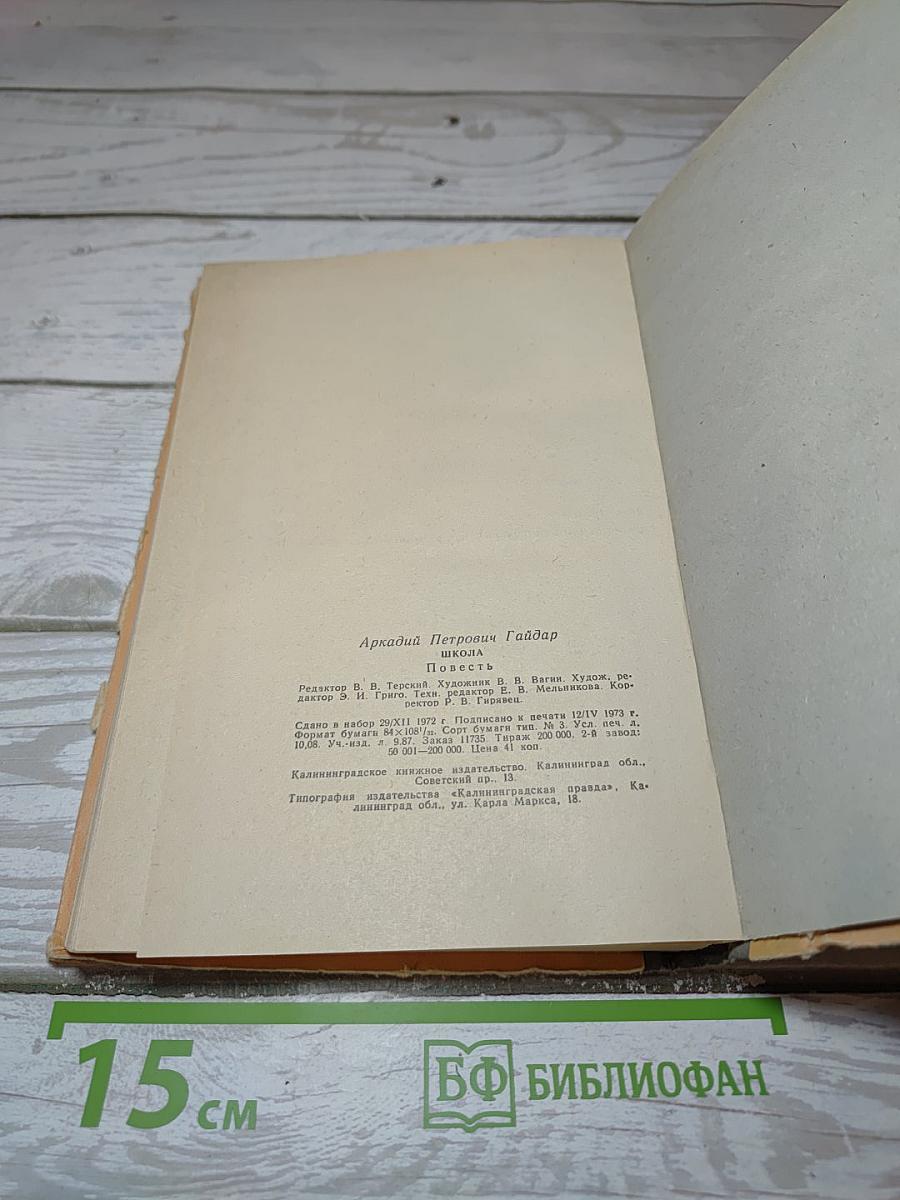 Аркадий Петрович Гайдар
ШКОЛА
Повесть
Редактор В. В. Терский. Художник В. В. Вагин. Худож. ре-
дактор Э. И. Григо. Техн. редактор Е. В. Мельникова. Кор-
ректор Р. В. Гирявец.
Сдано в набор 29/XII 1972 г. Подписано к печати 12/IV 1973 г.
Формат бумаги 84×108¹/₃₂. Сорт бумаги тип. № 3. Усл. печ. л.
10,08. Уч.-изд. л. 9,87. Заказ 11735. Тираж 200 000. 2-й завод:
50 001—200 000. Цена 41 коп.
Калининградское книжное издательство. Калининград обл.,
Советский пр., 13.
Типография издательства «Калининградская правда», Ка-
лининград обл., ул. Карла Маркса, 18.
15 см
БФ БИБЛИОФАН